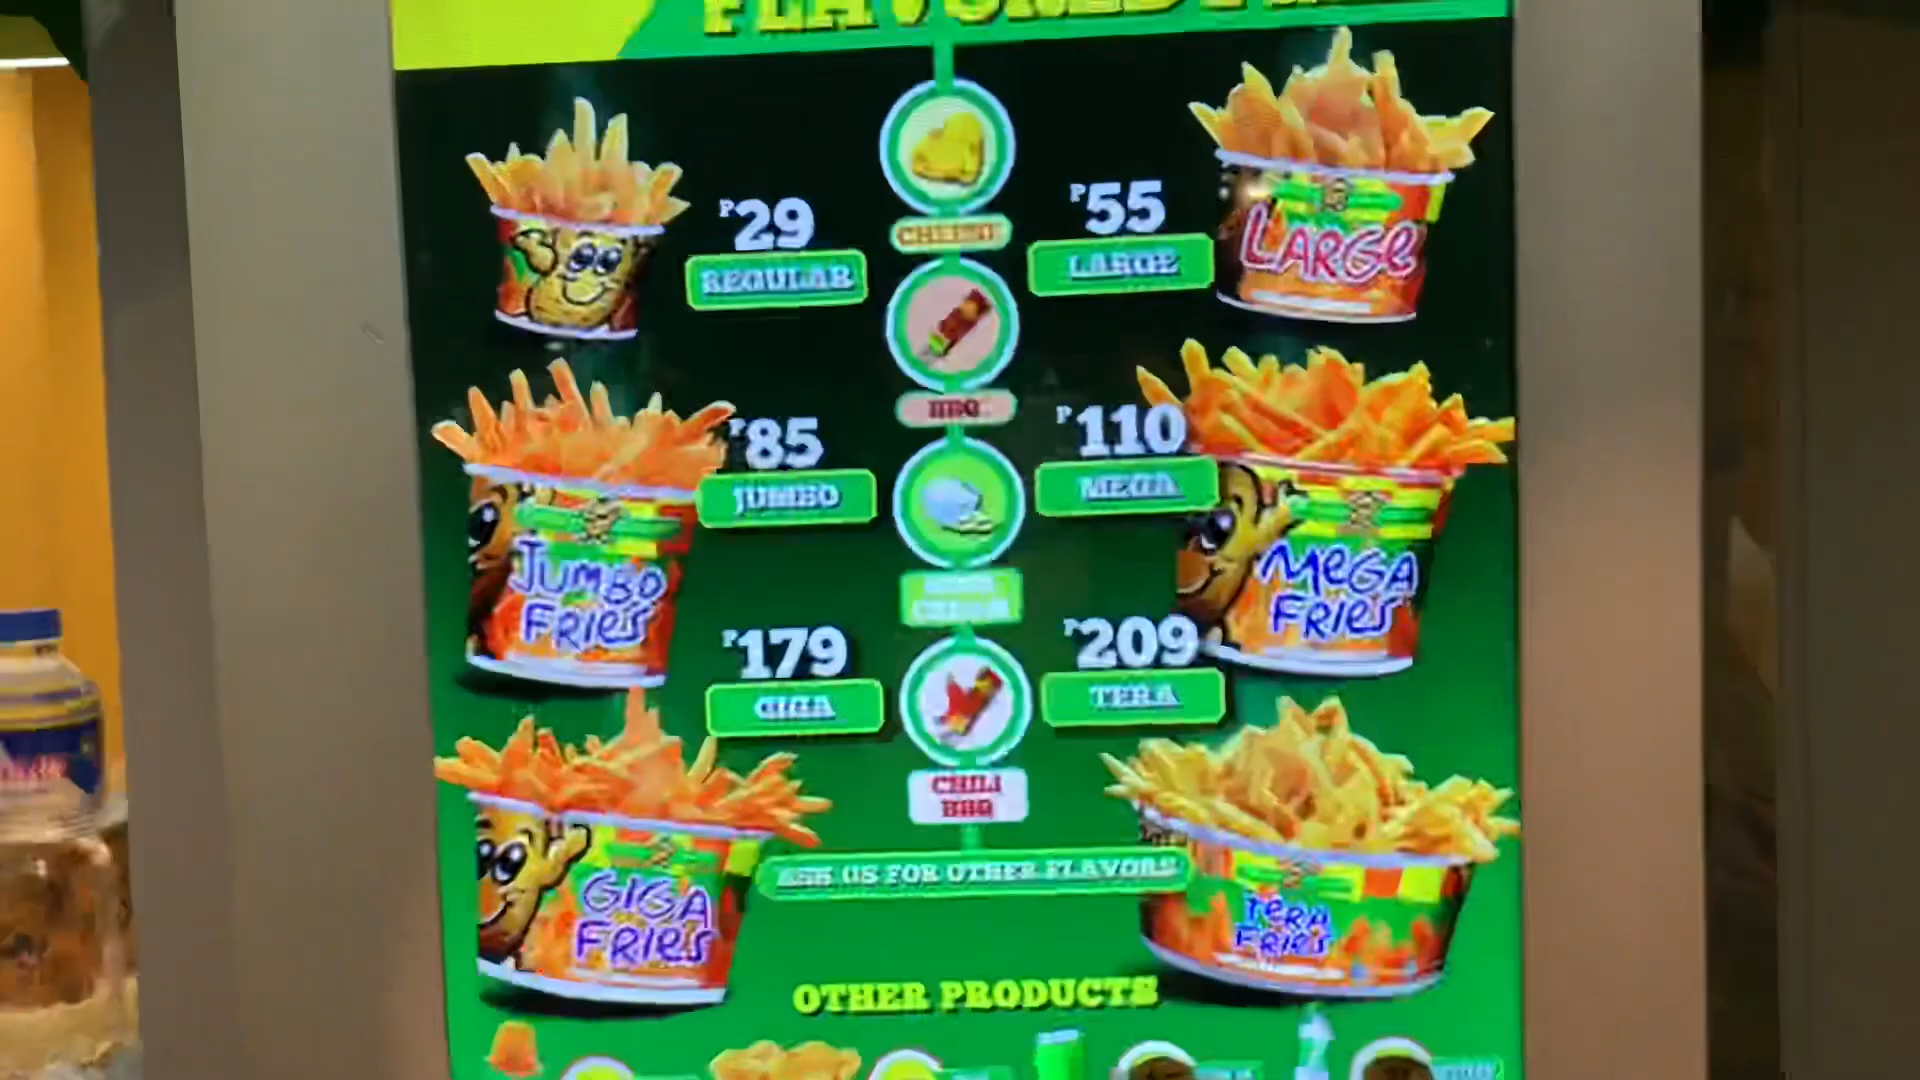 FLAVORED
₱29
REGULAR
CHEESE
₱55
LARGE
LARGe
BBQ
₱85
JUMBO
₱110
MEGA
JUMBO
FRIeS
MeGA
FRIeS
₱179
GIGA
₱209
TERA
CHILI
BBQ
ASK US FOR OTHER FLAVORS
GIGA
FRIeS
TeRA
FRIeS
OTHER PRODUCTS